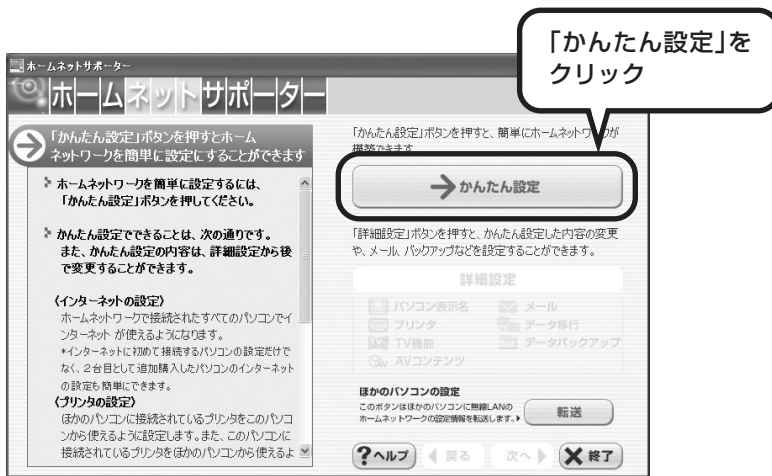 「かんたん設定」を
クリック
ホームネットサポーター
ホームネットサポーター
「かんたん設定」ボタンを押すとホーム
ネットワークを簡単に設定にすることができます
ホームネットワークを簡単に設定するには、
「かんたん設定」ボタンを押してください。
かんたん設定でできることは、次の通りです。
また、かんたん設定の内容は、詳細設定から後
で変更することができます。
〈インターネットの設定〉
ホームネットワークで接続されたすべてのパソコンでイ
ンターネット が使えるようになります。
*インターネットに初めて接続するパソコンの設定だけで
なく、2台目として追加購入したパソコンのインターネット
の設定も簡単にできます。
〈プリンタの設定〉
ほかのパソコンに接続されているプリンタをこのパソコ
ンから使えるように設定します。また、このパソコンに
接続されているプリンタをほかのパソコンから使えるよ
「かんたん設定」ボタンを押すと、簡単にホームネットワークが
構築できます。
かんたん設定
「詳細設定」ボタンを押すと、かんたん設定した内容の変更
や、メール、バックアップなどを設定することができます。
詳細設定
パソコン表示名 メール
プリンタ データ移行
TV機能 データバックアップ
AV AVコンテンツ
ほかのパソコンの設定
このボタンはほかのパソコンに無線LANの
ホームネットワークの設定情報を転送します。
転送
?ヘルプ 戻る 次へ 終了